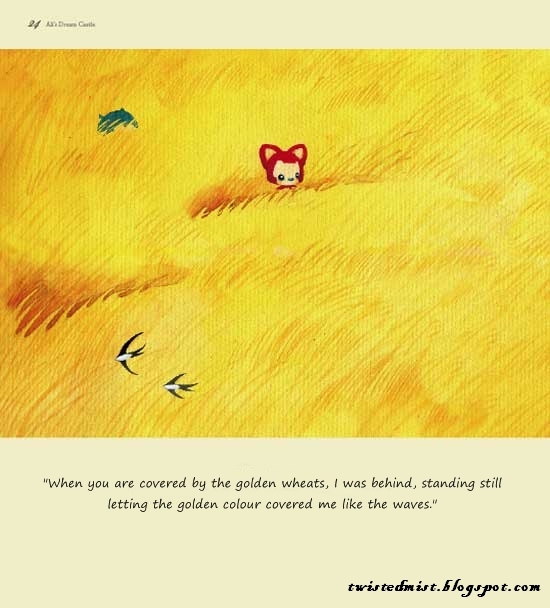 24 Ali's Dream Castle
"When you are covered by the golden wheats, I was behind, standing still
letting the golden colour covered me like the waves."
twistedmist.blogspot.com